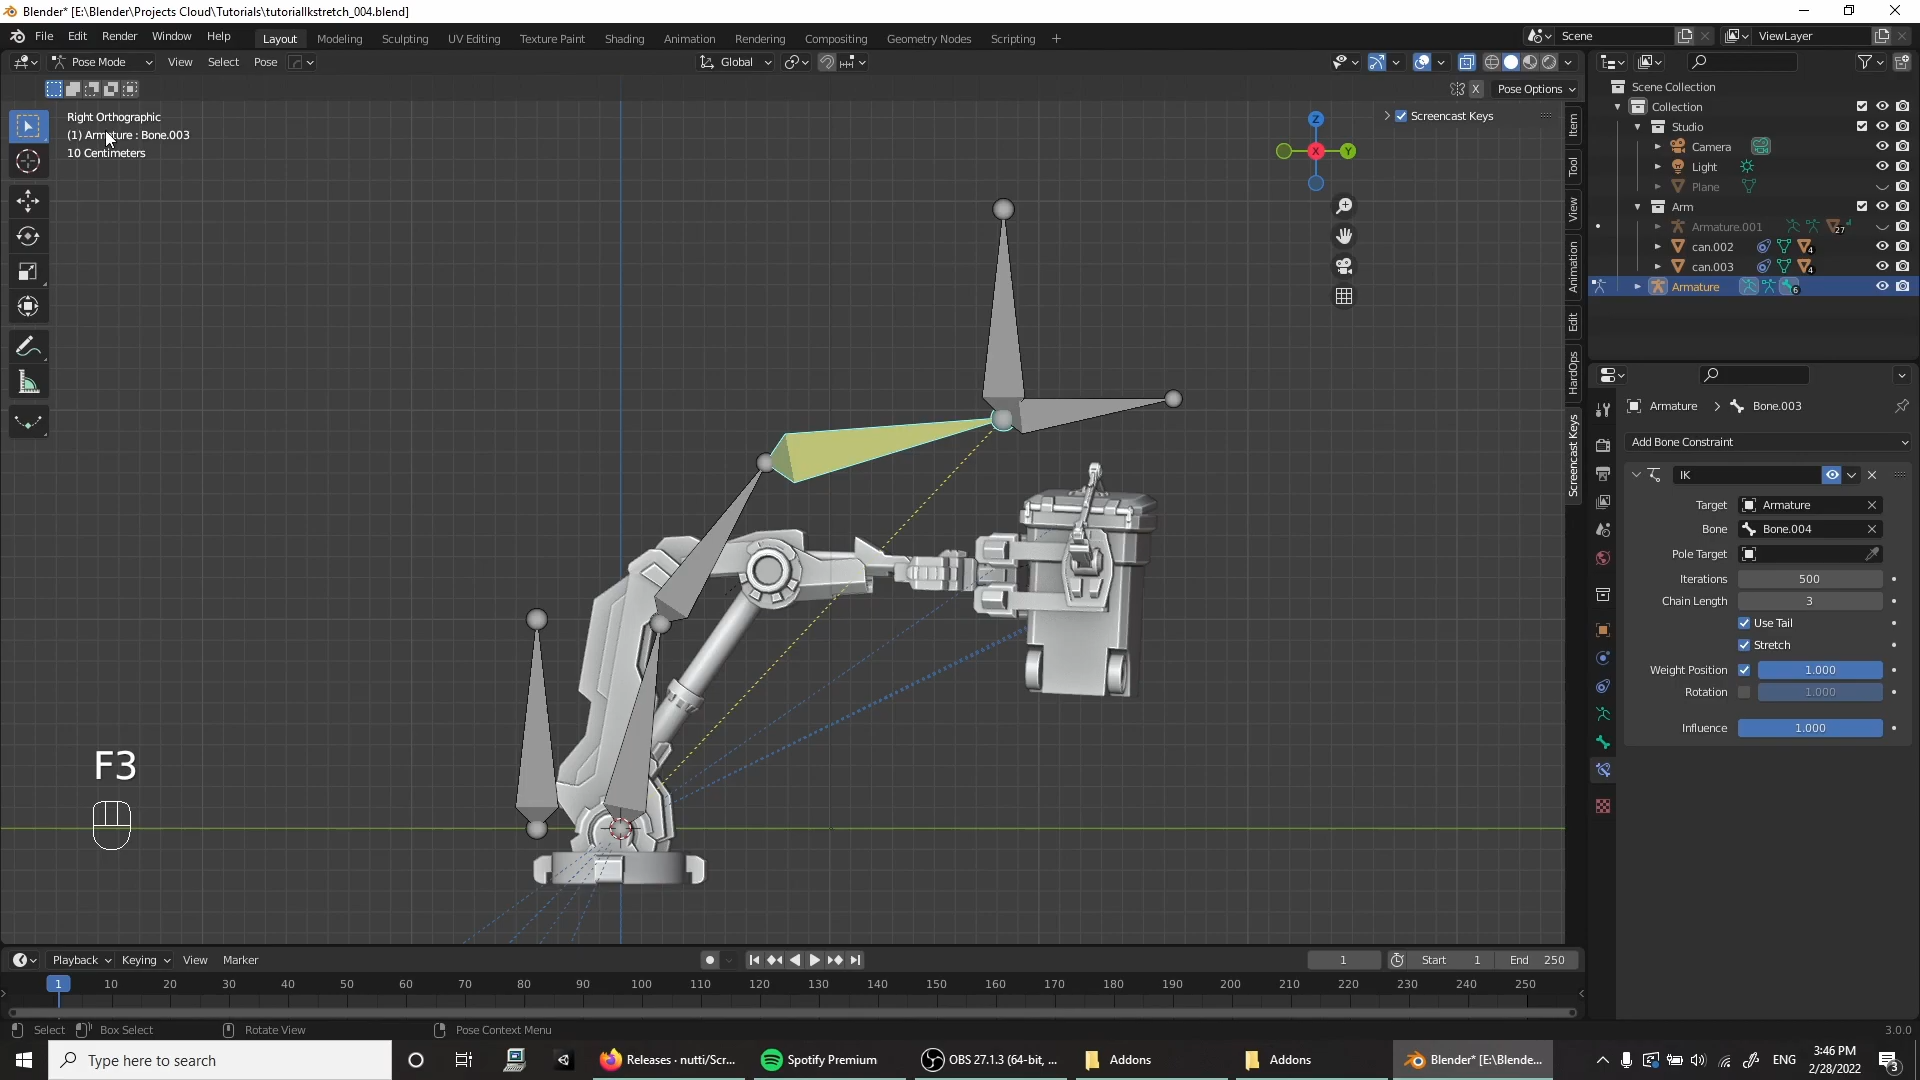 Blender* [E:\Blender\Projects Cloud\Tutorials\tutorialIkstretch_004.blend]
File Edit Render Window Help
Layout Modeling Sculpting UV Editing Texture Paint Shading Animation Rendering Compositing Geometry Nodes Scripting +
Scene
ViewLayer
Pose Mode View Select Pose
Global
X Pose Options
Right Orthographic
(1) Armature : Bone.003
10 Centimeters
Screencast Keys
Z
X
Y
Item
Tool
View
Animation
Edit
HardOps
Screencast Keys
F3
Scene Collection
Collection
Studio
Camera
Light
Plane
Arm
Armature.001 27
can.002 4
can.003 4
Armature 6
Armature > Bone.003
Add Bone Constraint
IK
Target Armature
Bone Bone.004
Pole Target
Iterations 500
Chain Length 3
Use Tail
Stretch
Weight Position 1.000
Rotation 1.000
Influence 1.000
Playback Keying View Marker
1 Start 1 End 250
1 10 20 30 40 50 60 70 80 90 100 110 120 130 140 150 160 170 180 190 200 210 220 230 240 250
Select Box Select Rotate View Pose Context Menu
3.0.0
Type here to search
Releases · nutti/Scr...
Spotify Premium
OBS 27.1.3 (64-bit, ...
Addons
Addons
Blender* [E:\Blende...
ENG
3:46 PM
2/28/2022
3